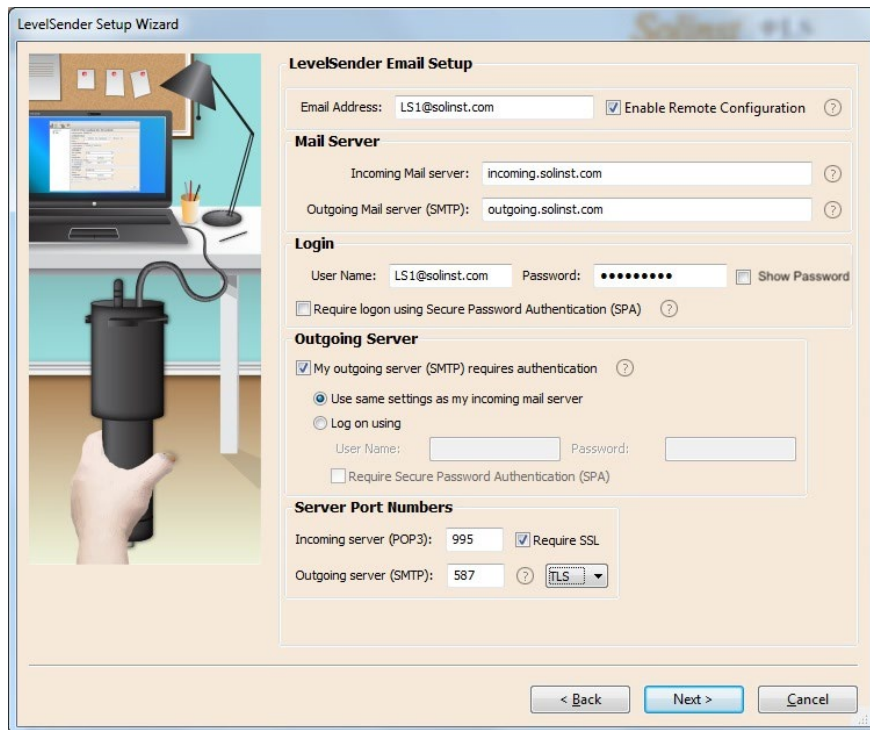 LevelSender Setup Wizard
Solinst
LevelSender Email Setup
Email Address: LS1@solinst.com Enable Remote Configuration ?
Mail Server
Incoming Mail server: incoming.solinst.com ?
Outgoing Mail server (SMTP): outgoing.solinst.com ?
Login
User Name: LS1@solinst.com Password: ●●●●●●●●● Show Password
Require logon using Secure Password Authentication (SPA) ?
Outgoing Server
My outgoing server (SMTP) requires authentication ?
Use same settings as my incoming mail server
Log on using
User Name: Password:
Require Secure Password Authentication (SPA)
Server Port Numbers
Incoming server (POP3): 995 Require SSL
Outgoing server (SMTP): 587 ? TLS
< Back Next > Cancel